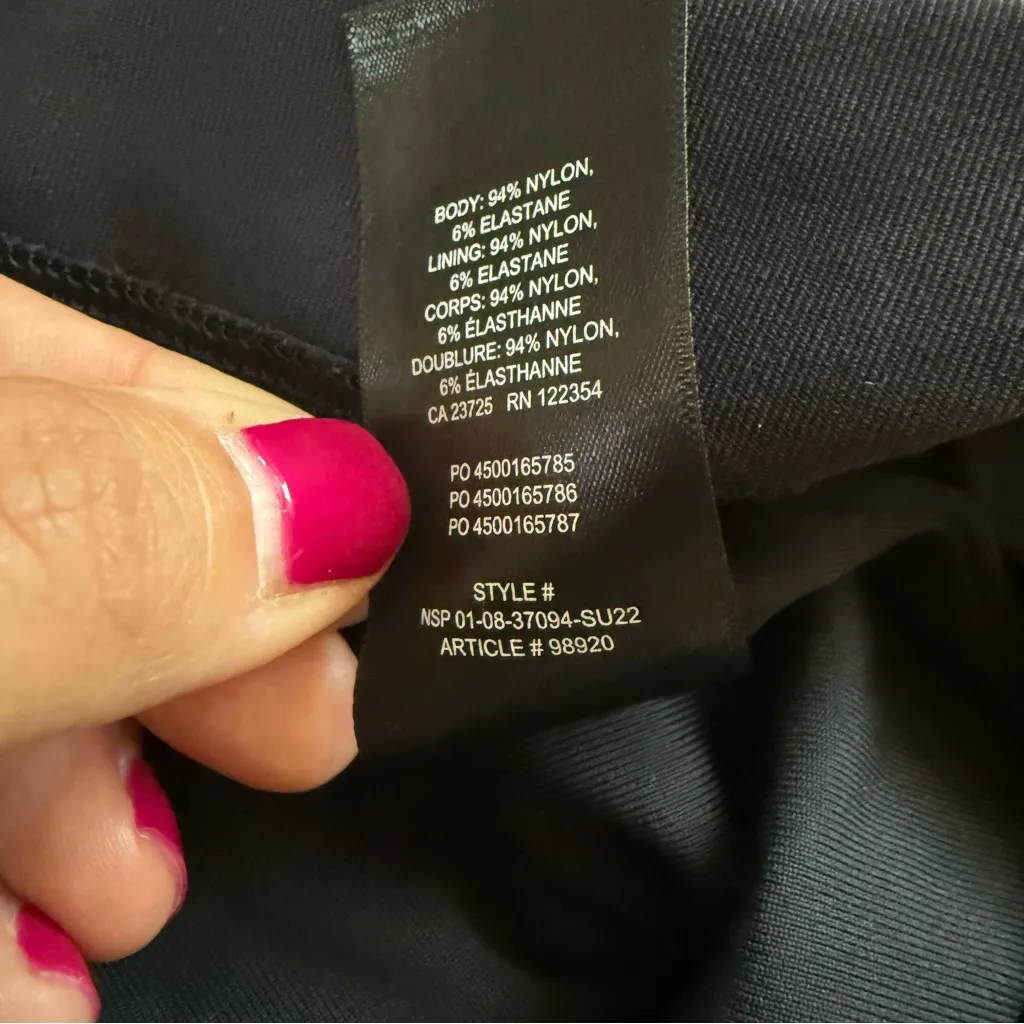 BODY: 94% NYLON,
6% ELASTANE
LINING: 94% NYLON,
6% ELASTANE
CORPS: 94% NYLON,
6% ÉLASTHANNE
DOUBLURE: 94% NYLON,
6% ÉLASTHANNE
CA 23725 RN 122354
PO 4500165785
PO 4500165786
PO 4500165787
STYLE #
NSP 01-08-37094-SU22
ARTICLE # 98920